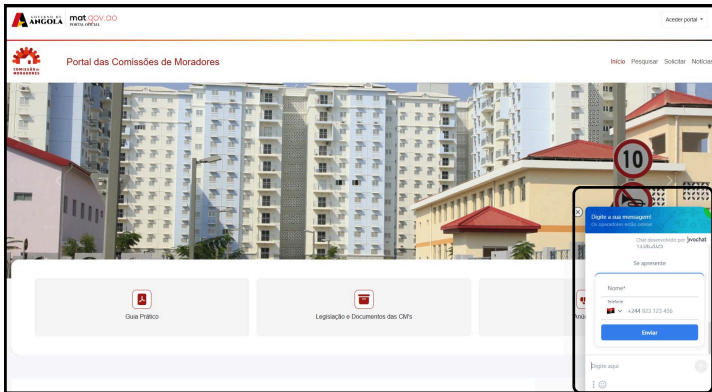 GOVERNO DE
ANGOLA
mat.gov.ao
PORTAL OFICIAL
Aceder portal
COMISSÃO DE
MORADORES
Portal das Comissões de Moradores
Início Pesquisar Solicitar Notícias
10
Digite a sua mensagem!
Os operadores estão online
Chat desenvolvido por jivochat
Se apresente
Nome*
Telefone
+244 923 123 456
Enviar
Digite aqui
Guia Prático
Legislação e Documentos das CM's